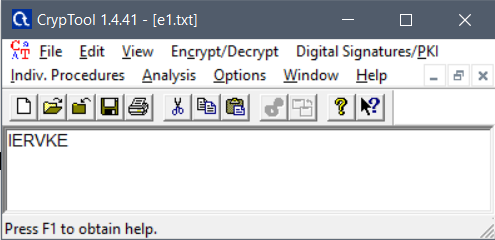 CrypTool 1.4.41 - [e1.txt]
File Edit View Encrypt/Decrypt Digital Signatures/PKI
Indiv. Procedures Analysis Options Window Help
IERVKE
Press F1 to obtain help.